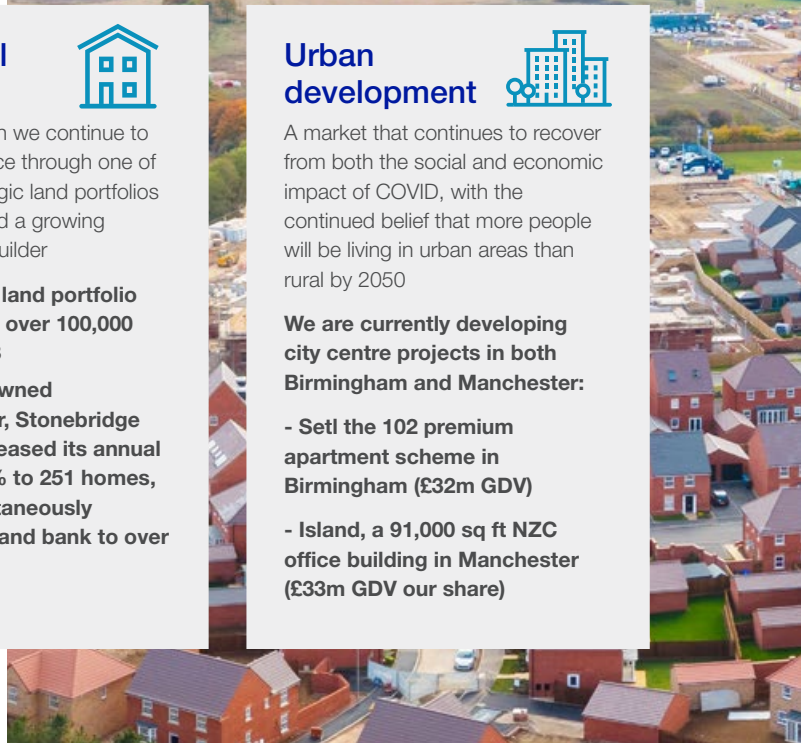 l
n we continue to
ce through one of
gic land portfolios
d a growing
uilder
land portfolio
over 100,000
wned
r, Stonebridge
eased its annual
% to 251 homes,
taneously
and bank to over
Urban
development
A market that continues to recover
from both the social and economic
impact of COVID, with the
continued belief that more people
will be living in urban areas than
rural by 2050
We are currently developing
city centre projects in both
Birmingham and Manchester:
- Setl the 102 premium
apartment scheme in
Birmingham (£32m GDV)
- Island, a 91,000 sq ft NZC
office building in Manchester
(£33m GDV our share)